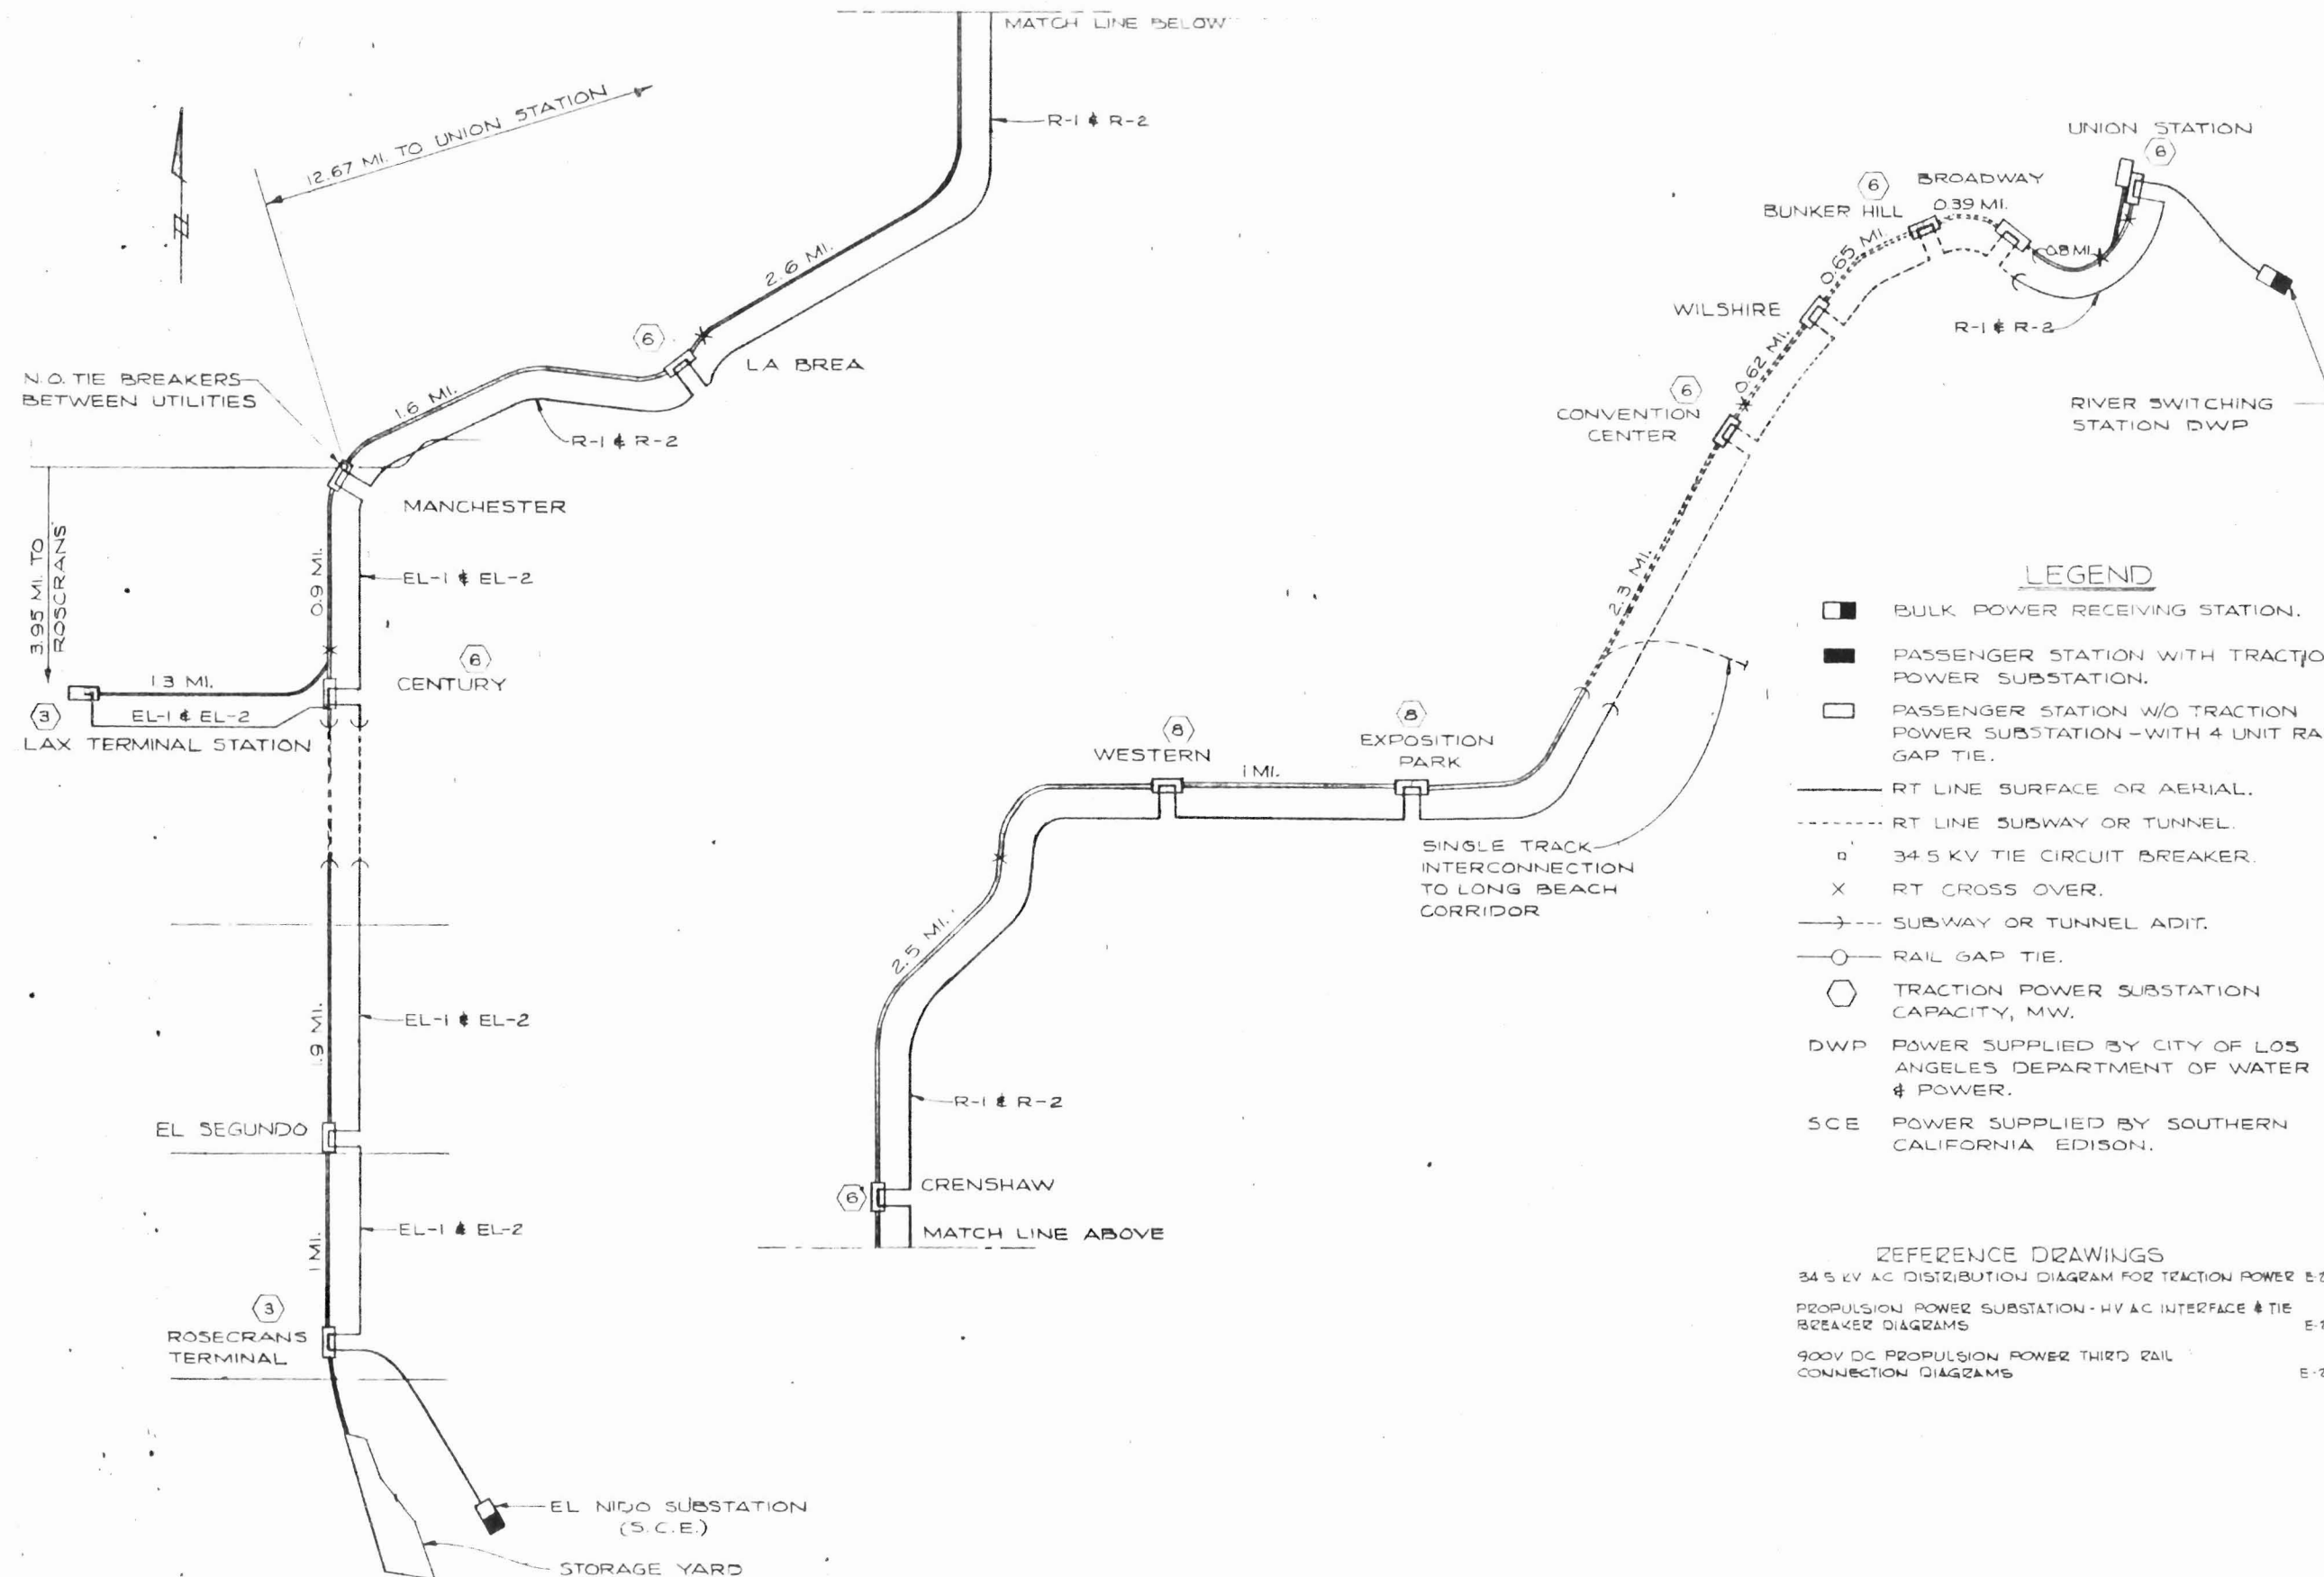 MATCH LINE BELOW
12.67 MI. TO UNION STATION
R-1 & R-2
2.6 MI.
6
LA BREA
N.O. TIE BREAKERS
BETWEEN UTILITIES
1.6 MI.
R-1 & R-2
MANCHESTER
3.95 MI. TO
ROSCRANS
0.9 MI.
EL-1 & EL-2
6
CENTURY
1.3 MI.
EL-1 & EL-2
3
LAX TERMINAL STATION
1.9 MI.
EL-1 & EL-2
EL SEGUNDO
1 MI.
EL-1 & EL-2
3
ROSECRANS
TERMINAL
EL NIDO SUBSTATION
(S.C.E.)
STORAGE YARD
UNION STATION
6
BROADWAY
6
BUNKER HILL
0.39 MI.
0.8 MI.
0.65 MI.
R-1 & R-2
WILSHIRE
0.62 MI.
6
CONVENTION
CENTER
RIVER SWITCHING
STATION DWP
2.3 MI.
8
WESTERN
1 MI.
8
EXPOSITION
PARK
SINGLE TRACK
INTERCONNECTION
TO LONG BEACH
CORRIDOR
2.5 MI.
R-1 & R-2
6
CRENSHAW
MATCH LINE ABOVE
LEGEND
BULK POWER RECEIVING STATION.
PASSENGER STATION WITH TRACTIO
POWER SUBSTATION.
PASSENGER STATION W/O TRACTION
POWER SUBSTATION - WITH 4 UNIT RA
GAP TIE.
RT LINE SURFACE OR AERIAL.
RT LINE SUBWAY OR TUNNEL.
34.5 KV TIE CIRCUIT BREAKER.
RT CROSS OVER.
SUBWAY OR TUNNEL ADIT.
RAIL GAP TIE.
TRACTION POWER SUBSTATION
CAPACITY, MW.
DWP POWER SUPPLIED BY CITY OF LOS
ANGELES DEPARTMENT OF WATER
& POWER.
SCE POWER SUPPLIED BY SOUTHERN
CALIFORNIA EDISON.
REFERENCE DRAWINGS
34.5 KV AC DISTRIBUTION DIAGRAM FOR TRACTION POWER
PROPULSION POWER SUBSTATION - HV AC INTERFACE & TIE
BREAKER DIAGRAMS
900V DC PROPULSION POWER THIRD RAIL
CONNECTION DIAGRAMS